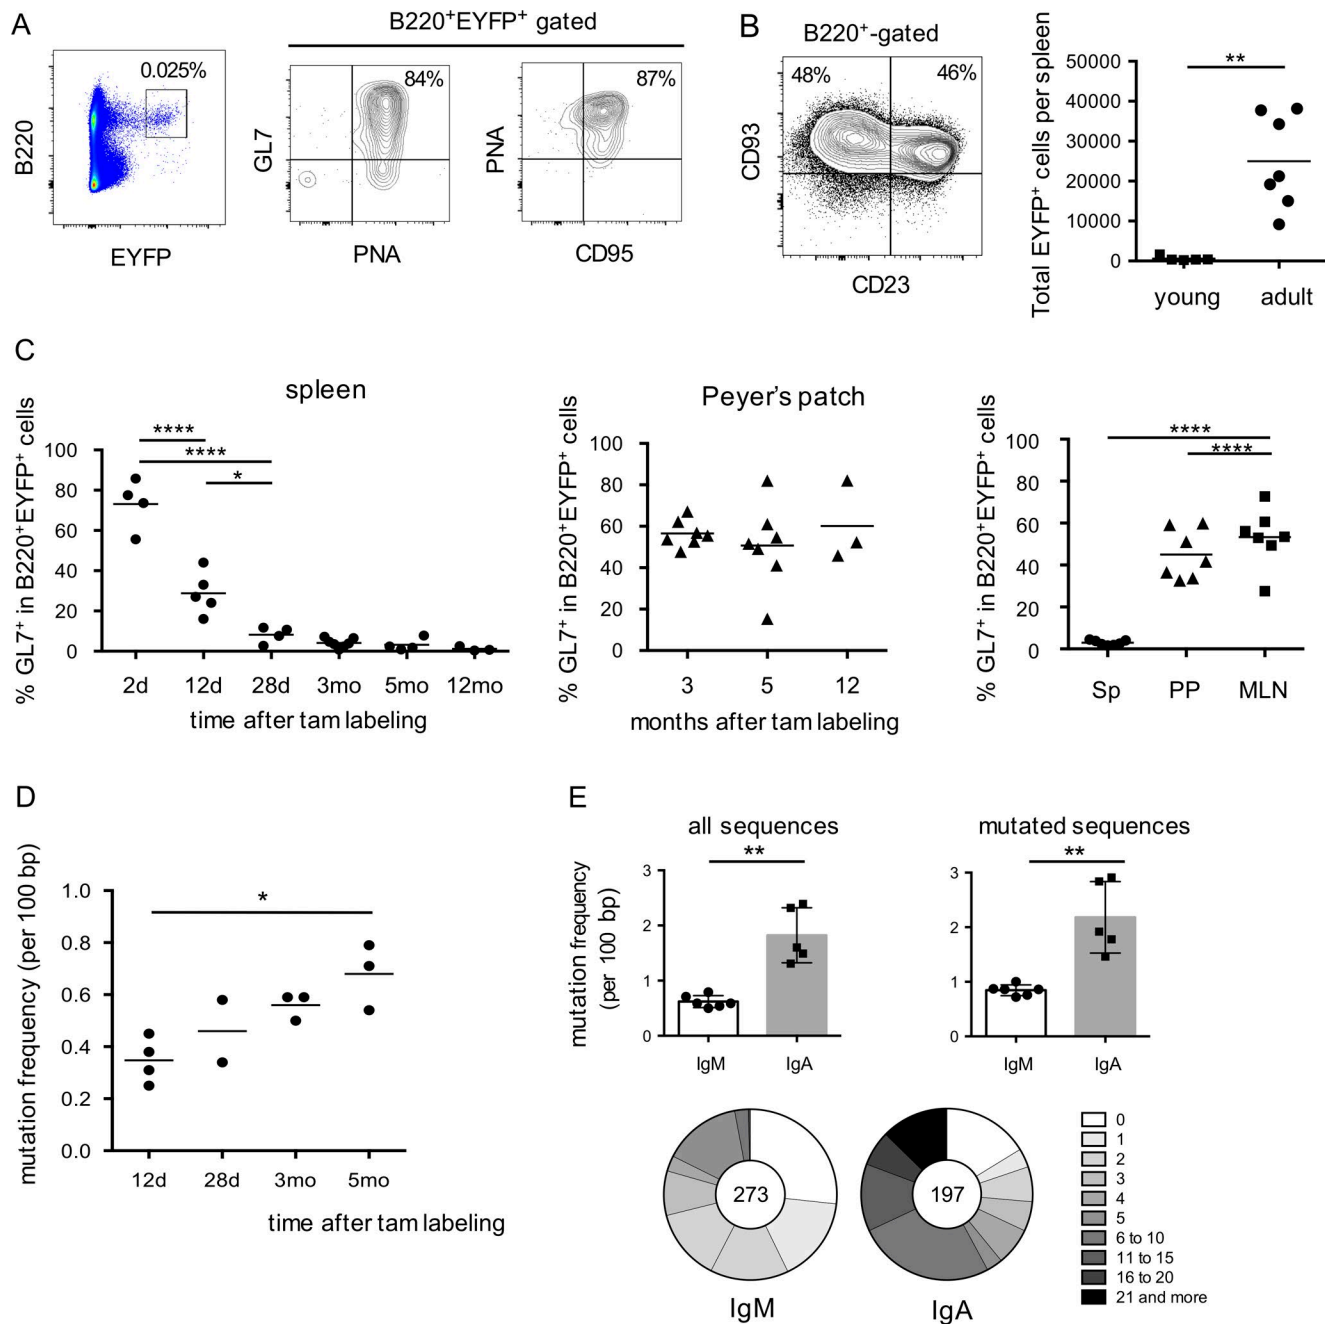 A
B220+EYFP+ gated
0.025%
B220
EYFP
84%
GL7
PNA
87%
PNA
CD95
B
B220+-gated
48%
46%
CD93
CD23
**
Total EYFP+ cells per spleen
50000
40000
30000
20000
10000
0
young
adult
C
spleen
% GL7+ in B220+EYFP+ cells
100
80
60
40
20
0
****
****
*
2d 12d 28d 3mo 5mo 12mo
time after tam labeling
Peyer's patch
% GL7+ in B220+EYFP+ cells
100
80
60
40
20
0
3 5 12
months after tam labeling
% GL7+ in B220+EYFP+ cells
100
80
60
40
20
0
****
****
Sp PP MLN
D
mutation frequency (per 100 bp)
1.0
0.8
0.6
0.4
0.2
0.0
*
12d 28d 3mo 5mo
time after tam labeling
E
all sequences
mutation frequency
(per 100 bp)
3
2
1
0
**
IgM IgA
mutated sequences
3
2
1
0
**
IgM IgA
273
IgM
197
IgA
0
1
2
3
4
5
6 to 10
11 to 15
16 to 20
21 and more